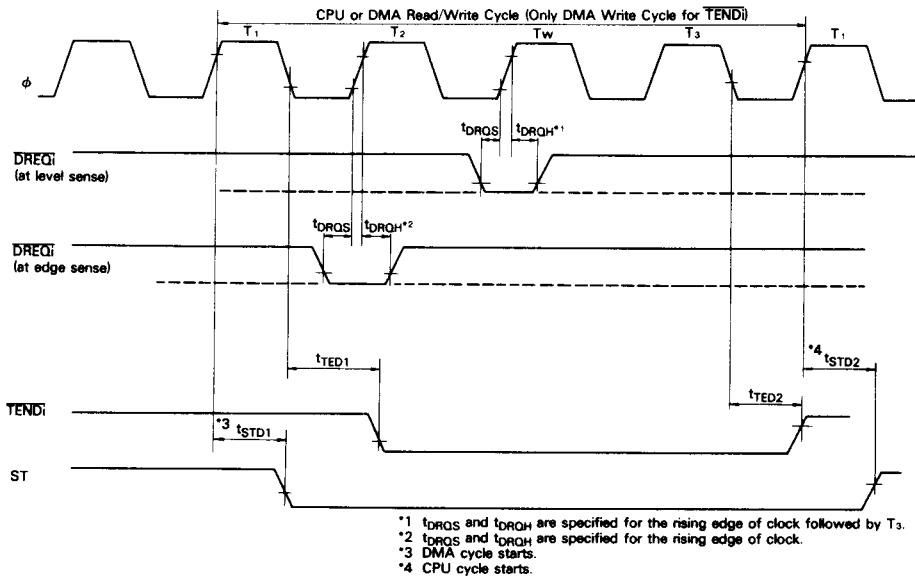 CPU or DMA Read/Write Cycle (Only DMA Write Cycle for TENDi)
T1 T2 TW T3 T1
φ
tDRQS tDRQH*1
DREQi
(at level sense)
tDRQS tDRQH*2
DREQi
(at edge sense)
tTED1
*4 tSTD2
tTED2
TENDi
*3 tSTD1
ST
*1 tDRQS and tDRQH are specified for the rising edge of clock followed by T3.
*2 tDRQS and tDRQH are specified for the rising edge of clock.
*3 DMA cycle starts.
*4 CPU cycle starts.